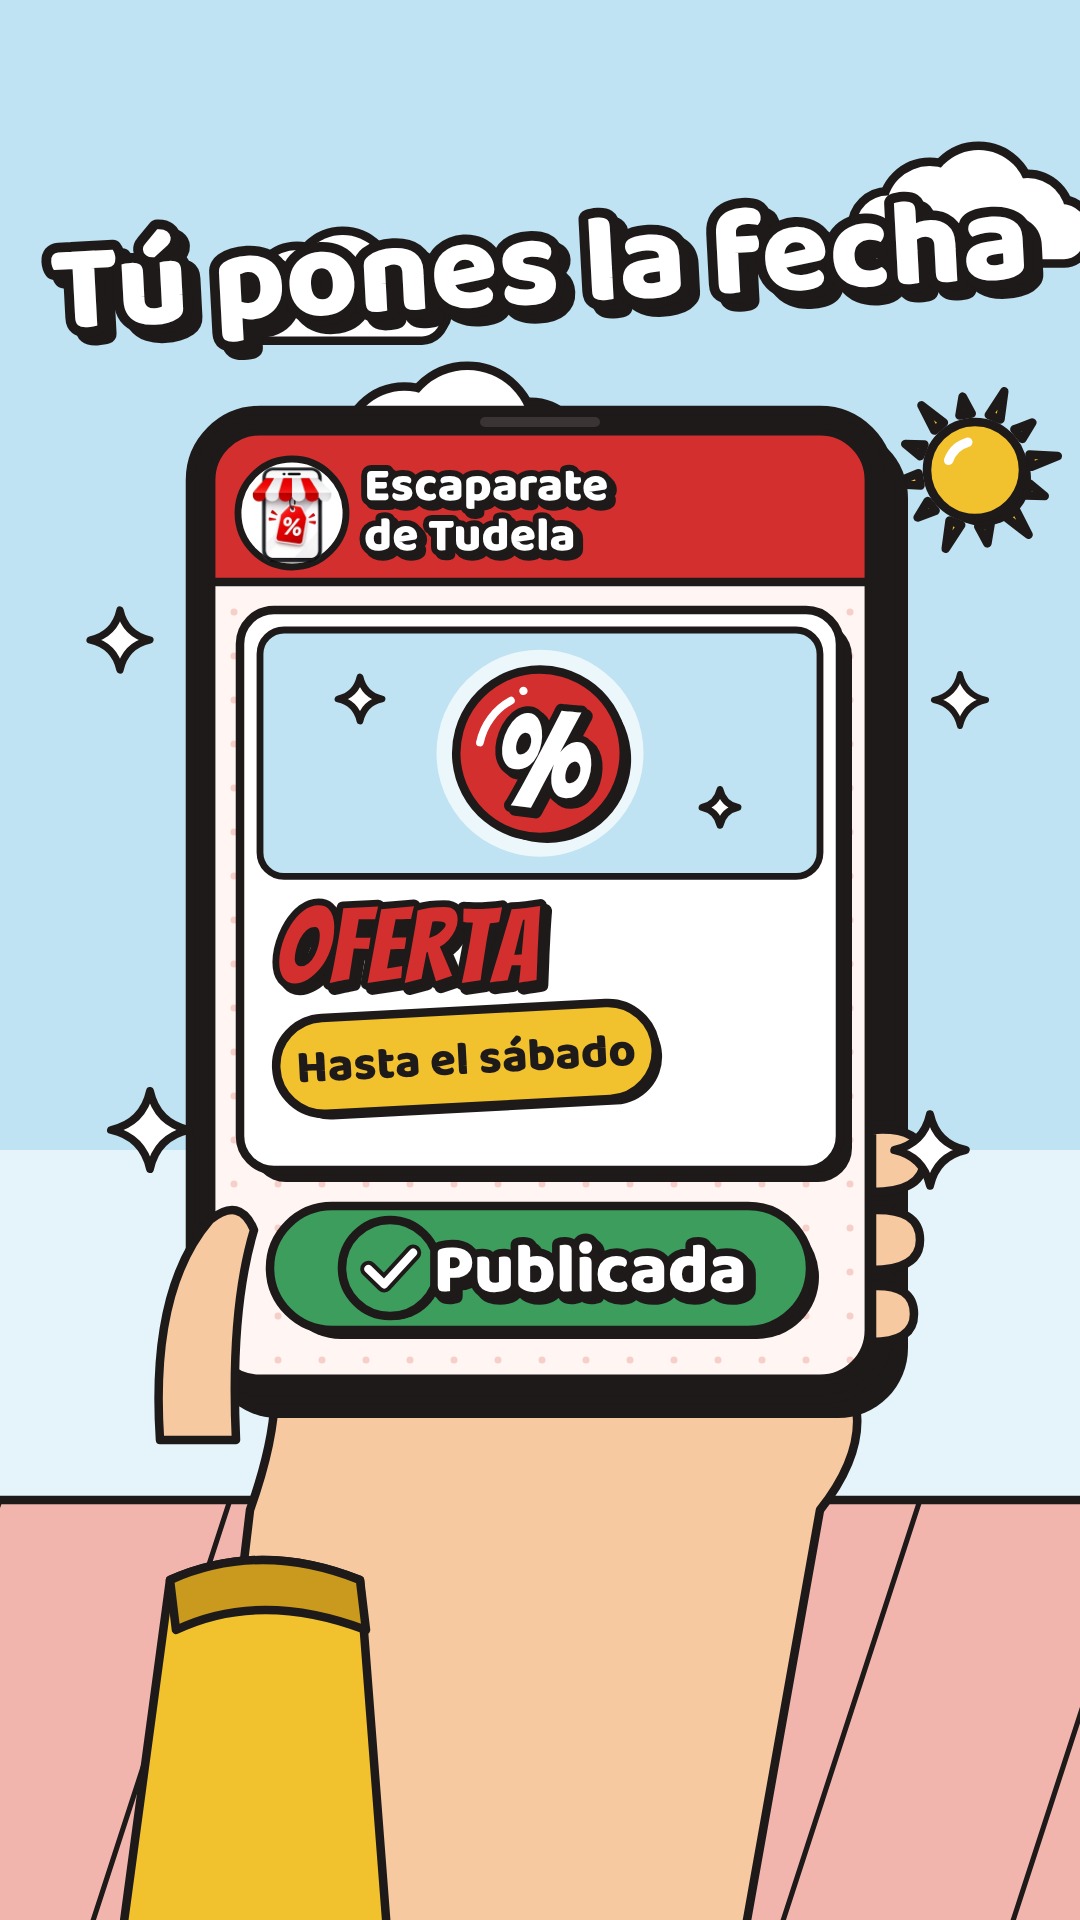 Tú pones la fecha
Escaparate
de Tudela
%
%
OFERTA
Hasta el sábado
Publicada